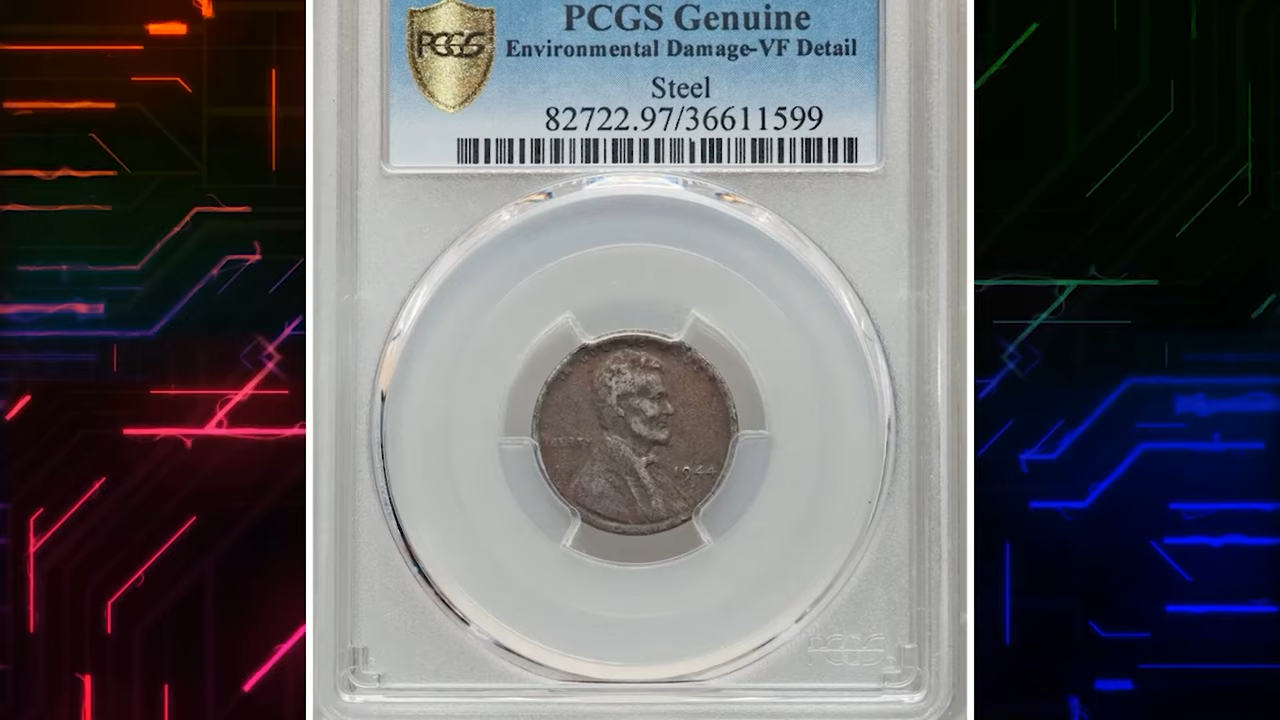 PCGS
PCGS Genuine
Environmental Damage-VF Detail
Steel
82722.97/36611599
LIBERTY
1944
PCGS